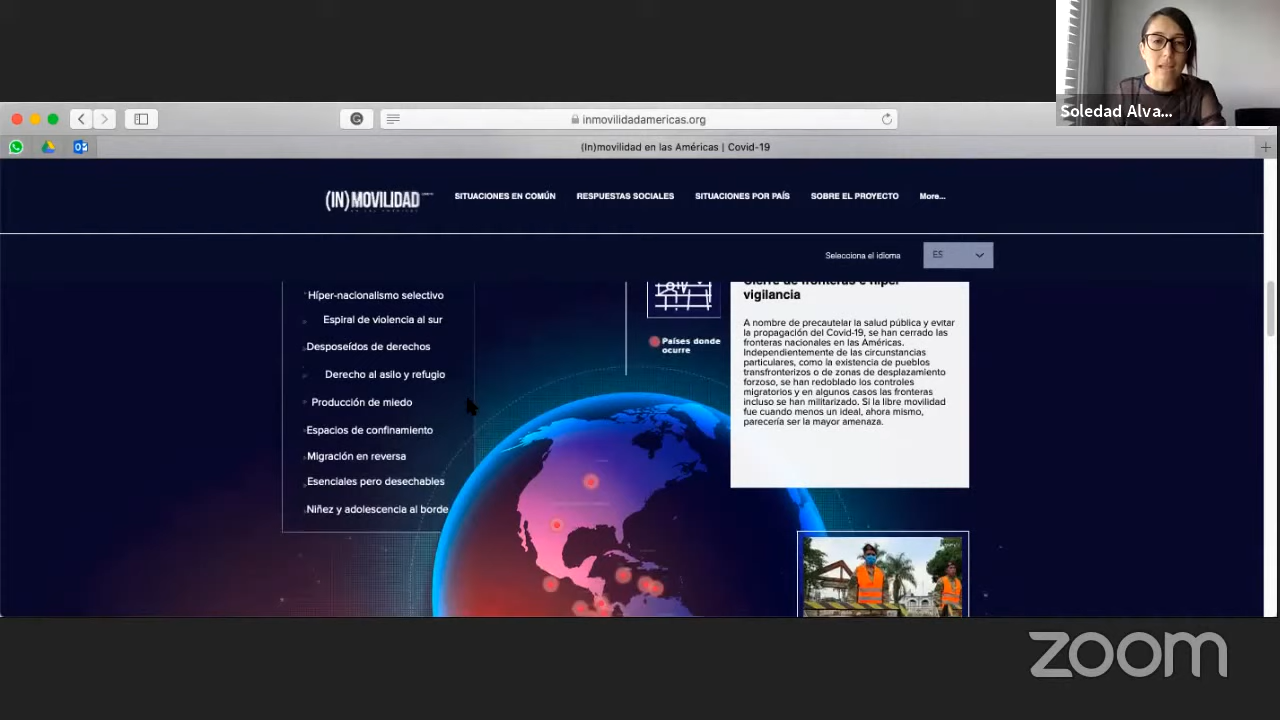 Soledad Alva...
inmovilidadamericas.org
(In)movilidad en las Américas | Covid-19
(IN)MOVILIDAD
SITUACIONES EN COMÚN
RESPUESTAS SOCIALES
SITUACIONES POR PAÍS
SOBRE EL PROYECTO
More...
Selecciona el idioma
ES
Híper-nacionalismo selectivo
Espiral de violencia al sur
Desposeídos de derechos
Derecho al asilo y refugio
Producción de miedo
Espacios de confinamiento
Migración en reversa
Esenciales pero desechables
Niñez y adolescencia al borde
Países donde
ocurre
Cierre de fronteras e híper
vigilancia
A nombre de precautelar la salud pública y evitar
la propagación del Covid-19, se han cerrado las
fronteras nacionales en las Américas.
Independientemente de las circunstancias
particulares, como la existencia de pueblos
transfronterizos o de zonas de desplazamiento
forzoso, se han redoblado los controles
migratorios y en algunos casos las fronteras
incluso se han militarizado. Si la libre movilidad
fue cuando menos un ideal, ahora mismo,
parecería ser la mayor amenaza.
zoom